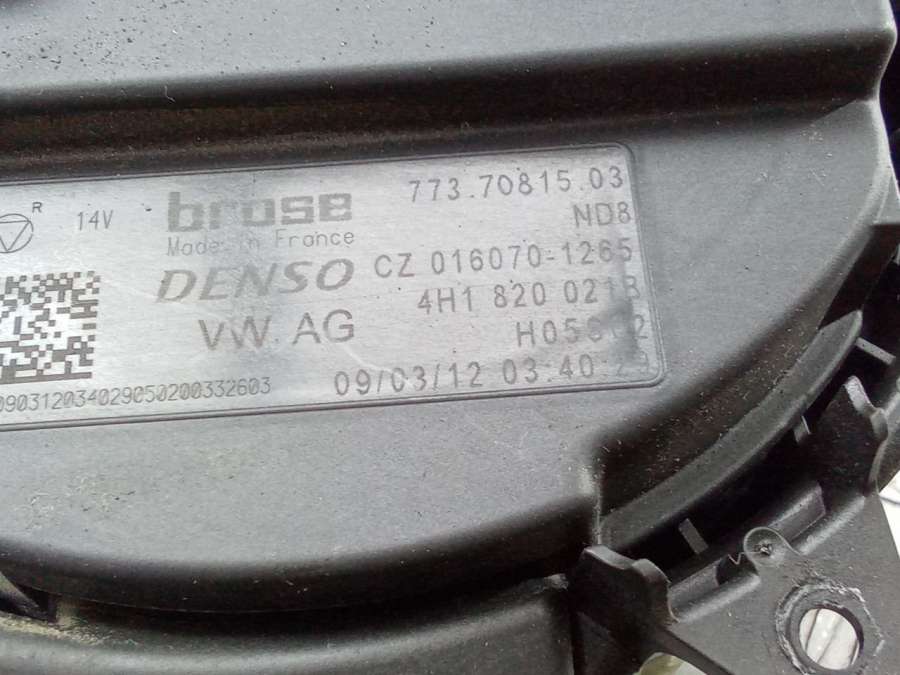 R 14V brose 773.70815.03
Made in France ND8
DENSO CZ 016070-1265
4H1 820 021B
VW AG
09/03/12 03:40:29
090312034029050200332603